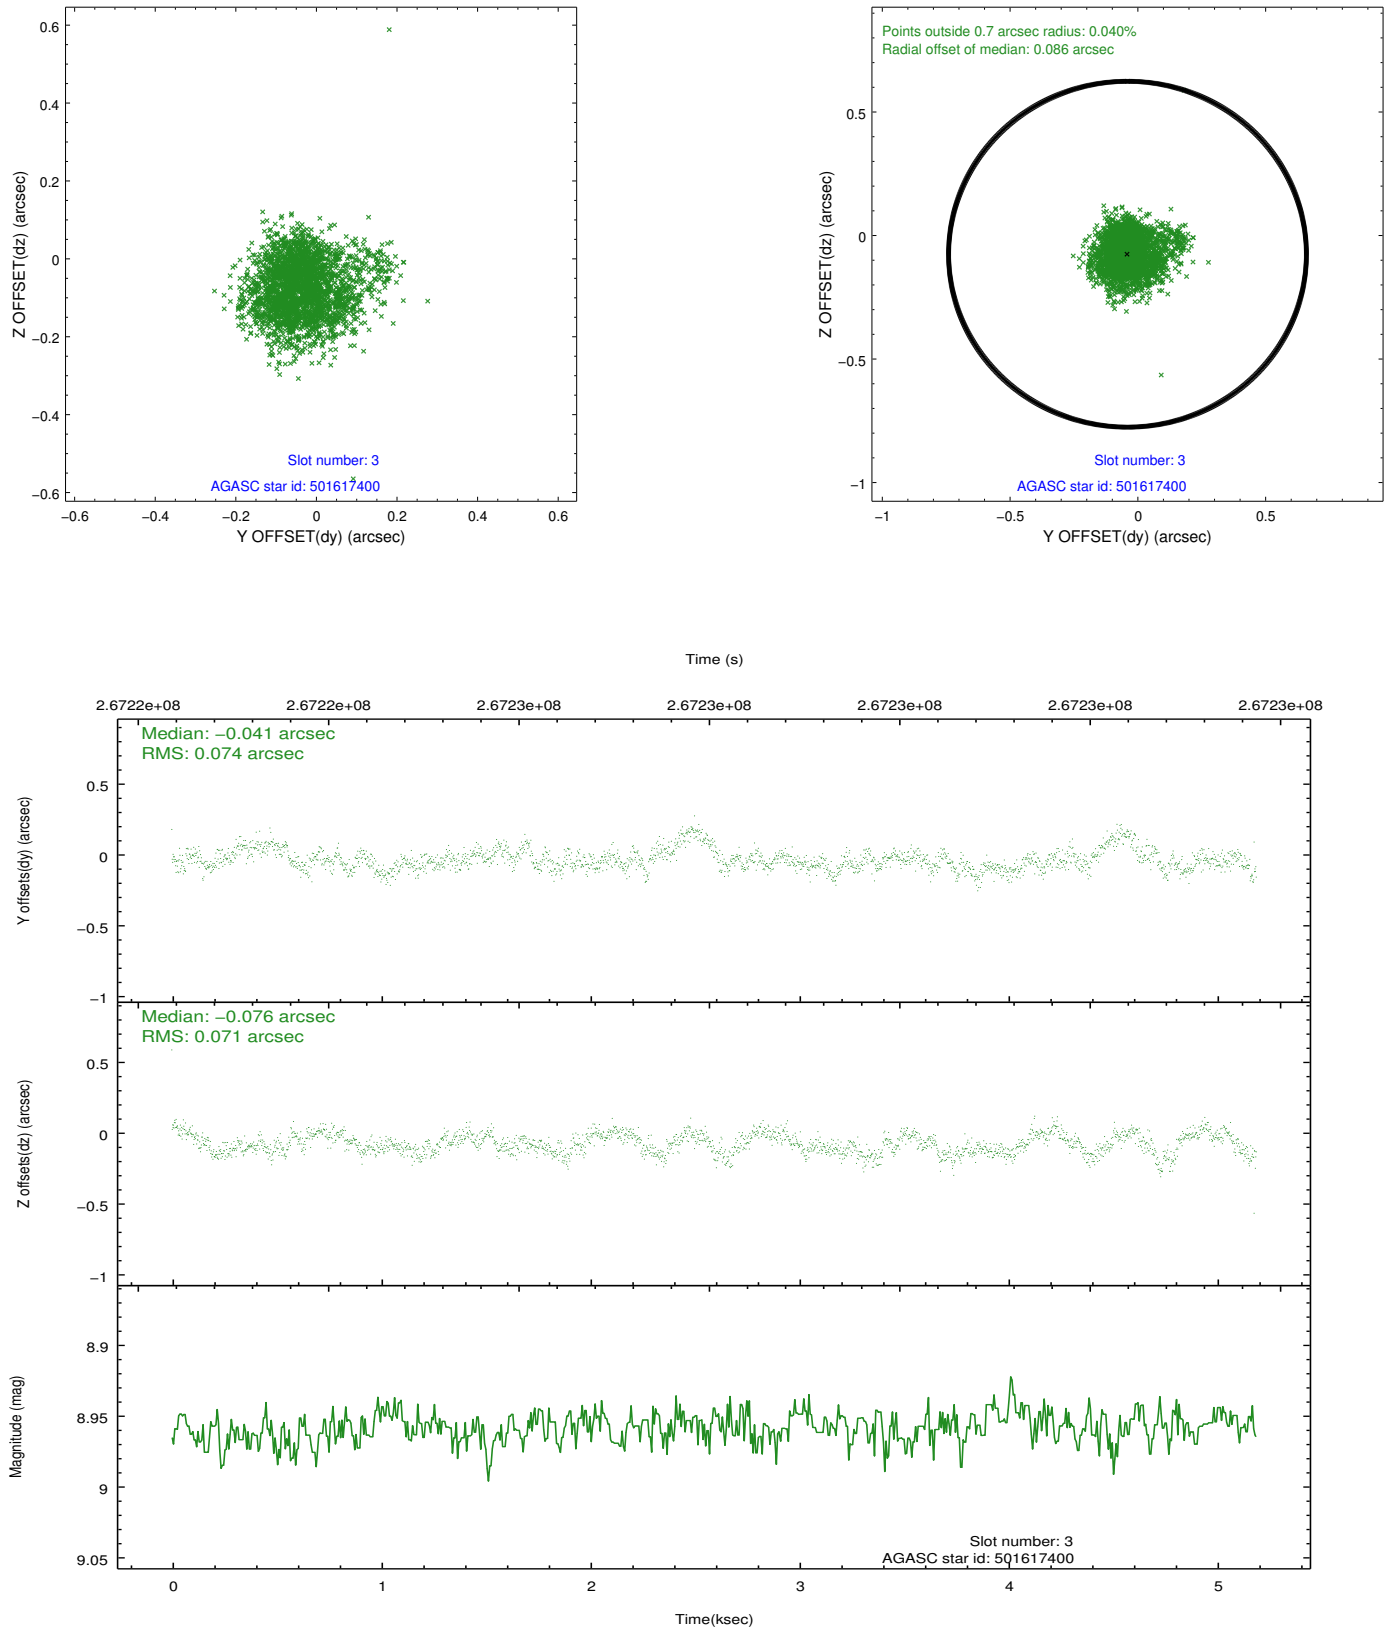 0.6
0.4
0.2
0
−0.2
−0.4
−0.6
Z OFFSET(dz) (arcsec)
Slot number: 3
AGASC star id: 501617400
−0.6 −0.4 −0.2 0 0.2 0.4 0.6
Y OFFSET(dy) (arcsec)
Points outside 0.7 arcsec radius: 0.040%
Radial offset of median: 0.086 arcsec
0.5
0
−0.5
−1
Z OFFSET(dz) (arcsec)
Slot number: 3
AGASC star id: 501617400
−1 −0.5 0 0.5
Y OFFSET(dy) (arcsec)
Time (s)
2.6722e+08 2.6722e+08 2.6723e+08 2.6723e+08 2.6723e+08 2.6723e+08 2.6723e+08
Median: −0.041 arcsec
RMS: 0.074 arcsec
0.5
0
−0.5
−1
Y offsets(dy) (arcsec)
Median: −0.076 arcsec
RMS: 0.071 arcsec
0.5
0
−0.5
−1
Z offsets(dz) (arcsec)
8.9
8.95
9
9.05
Magnitude (mag)
Slot number: 3
AGASC star id: 501617400
0 1 2 3 4 5
Time(ksec)